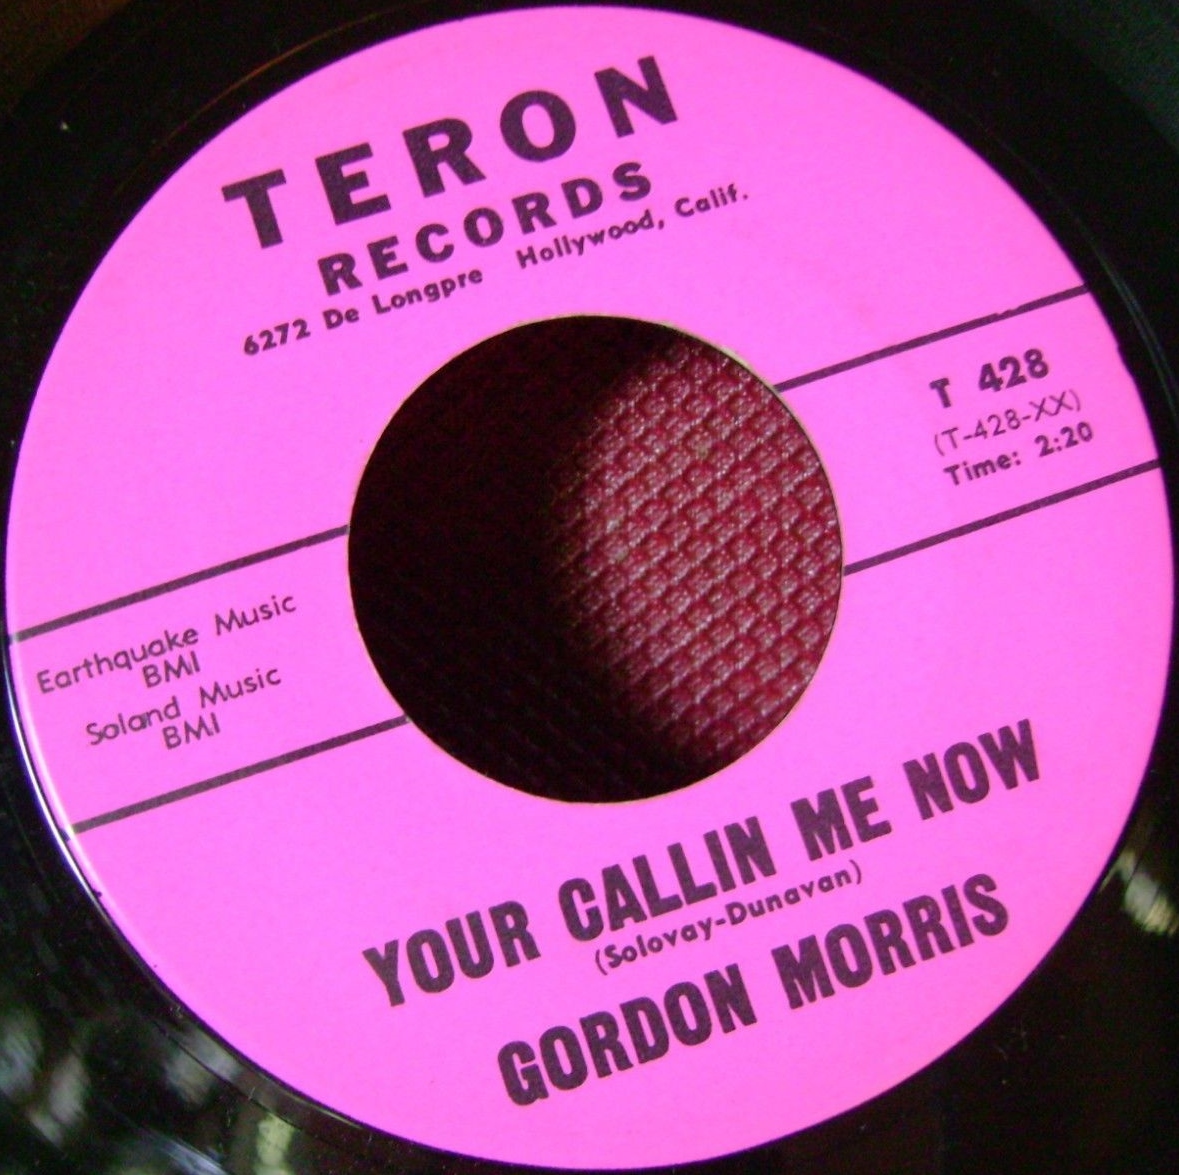 TERON
RECORDS
6272 De Longpre Hollywood, Calif.
T 428
(T-428-XX)
Time: 2:20
Earthquake Music
BMI
Soland Music
BMI
YOUR CALLIN ME NOW
(Solovay-Dunavan)
GORDON MORRIS